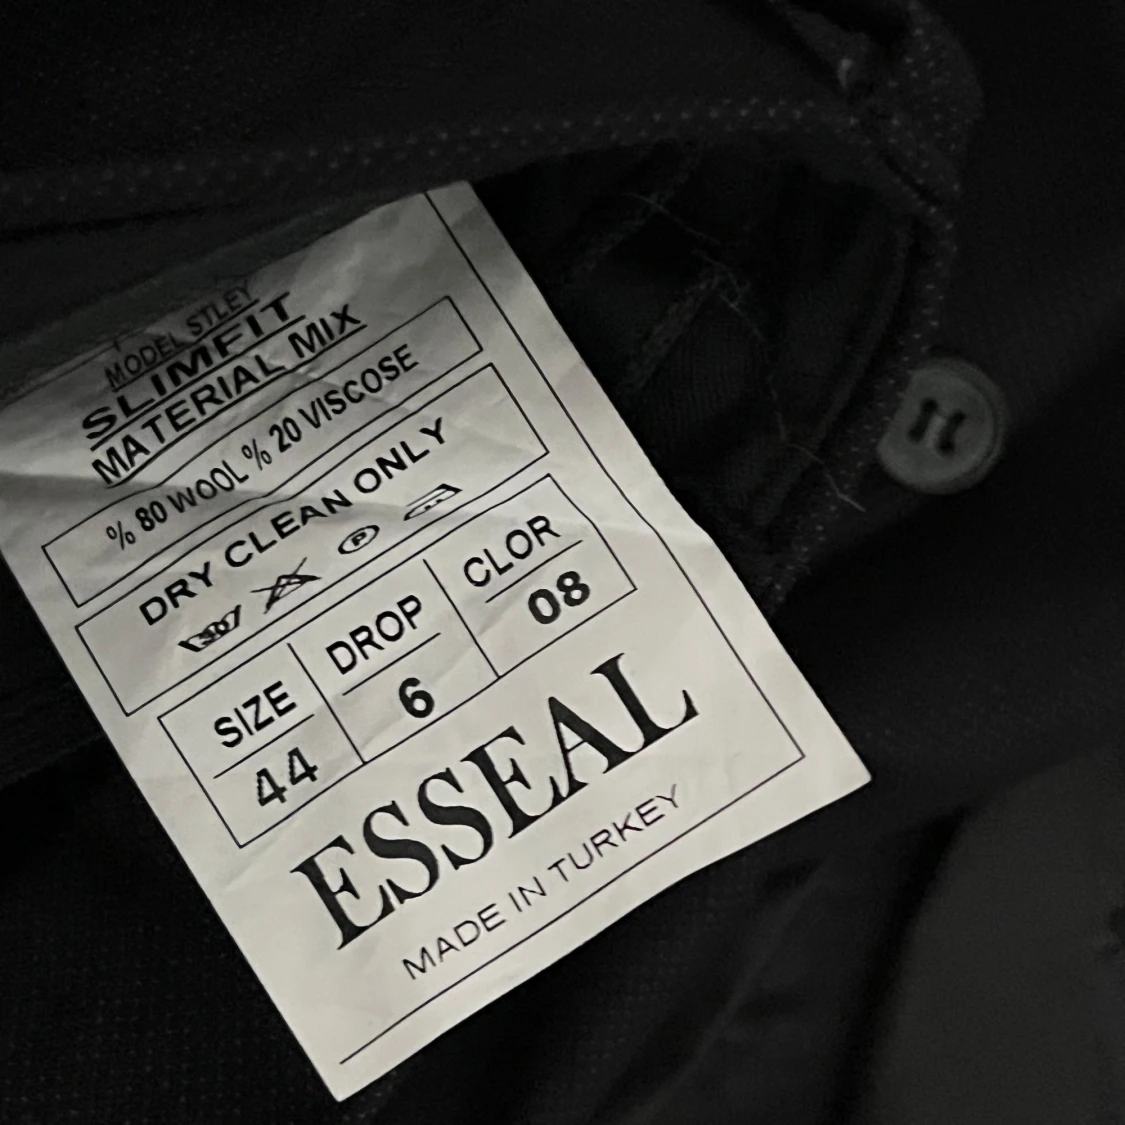 MODEL STLEY
SLIMFIT
MATERIAL MIX
% 80 WOOL % 20 VISCOSE
DRY CLEAN ONLY
P
SIZE DROP CLOR
44 6 08
ESSEAL
MADE IN TURKEY